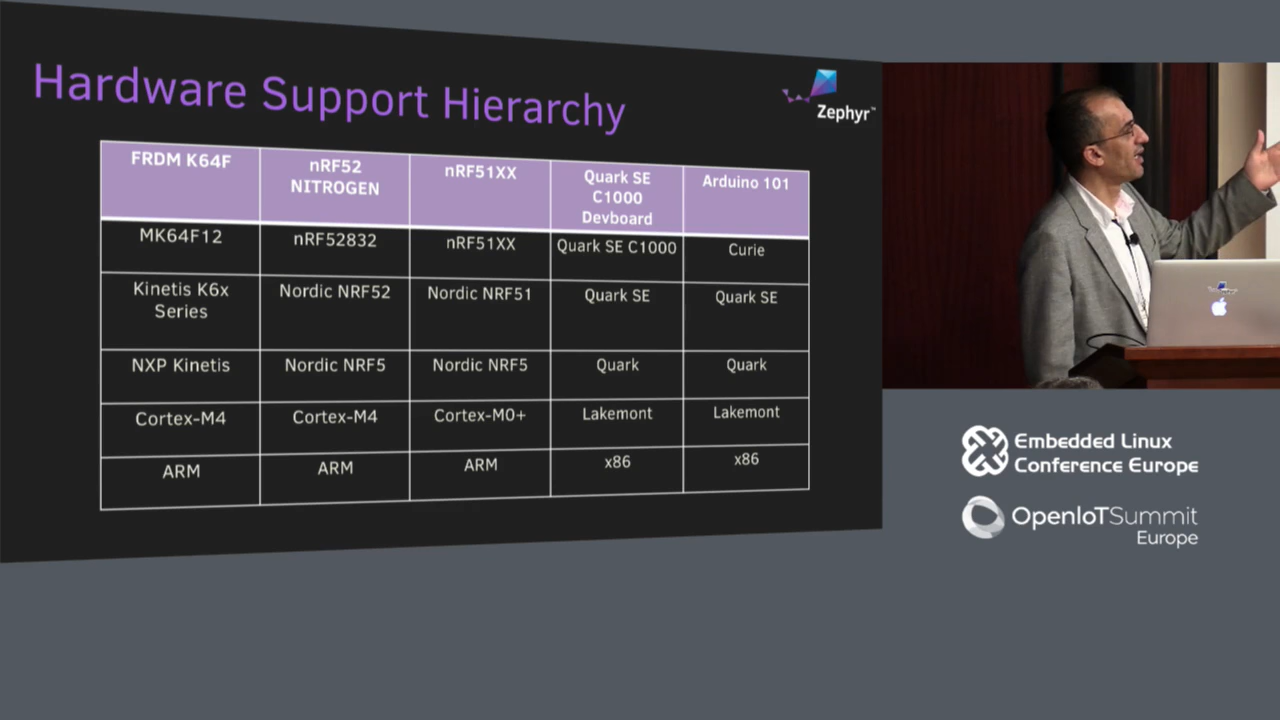 Hardware Support Hierarchy
Zephyr™
FRDM K64F
nRF52
NITROGEN
nRF51XX
Quark SE
C1000
Devboard
Arduino 101
MK64F12
nRF52832
nRF51XX
Quark SE C1000
Curie
Kinetis K6x
Series
Nordic NRF52
Nordic NRF51
Quark SE
Quark SE
NXP Kinetis
Nordic NRF5
Nordic NRF5
Quark
Quark
Cortex-M4
Cortex-M4
Cortex-M0+
Lakemont
Lakemont
ARM
ARM
ARM
x86
x86
Embedded Linux
Conference Europe
OpenIoTSummit
Europe